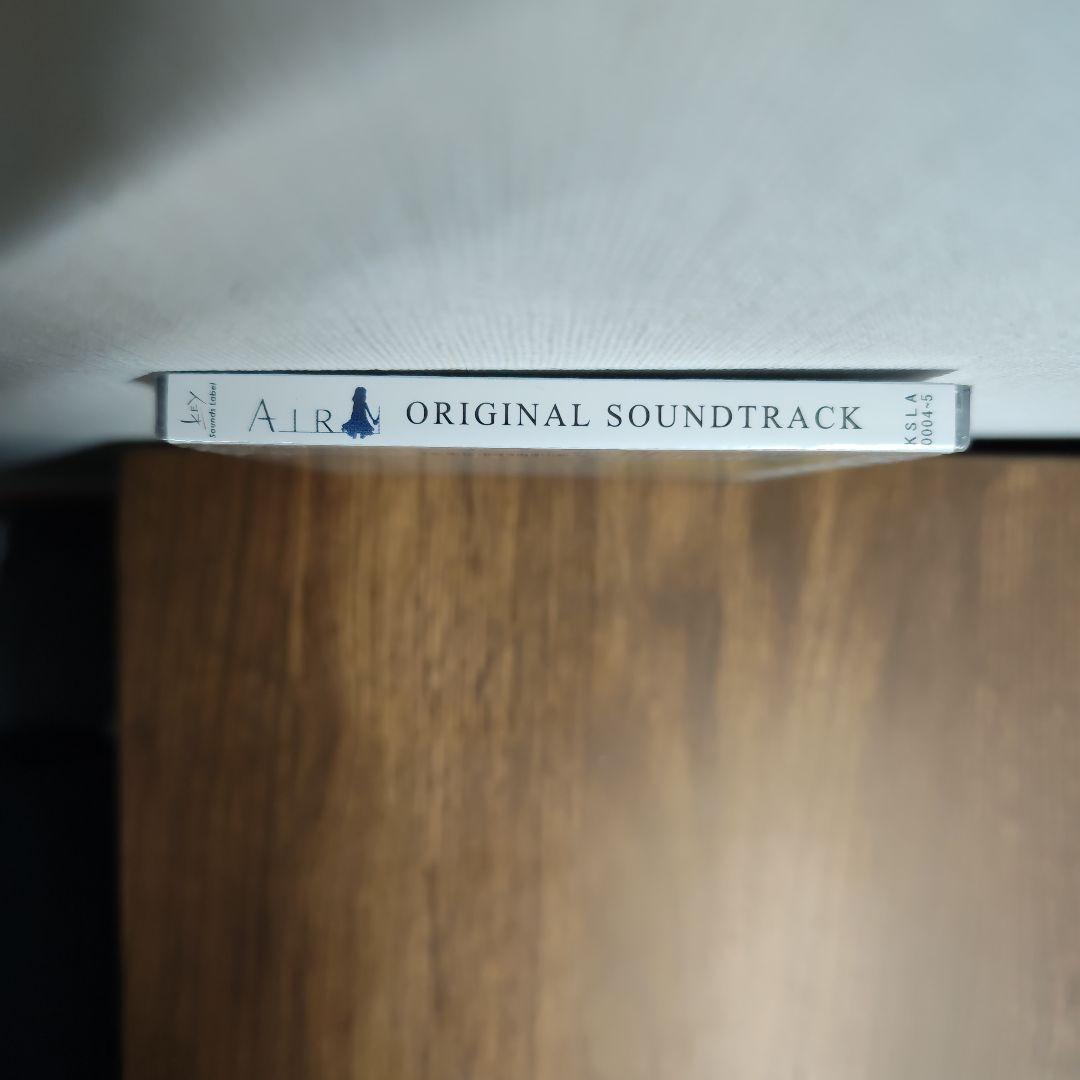 KEY
Sounds Label
AIR
ORIGINAL SOUNDTRACK
KSLA
0004~5